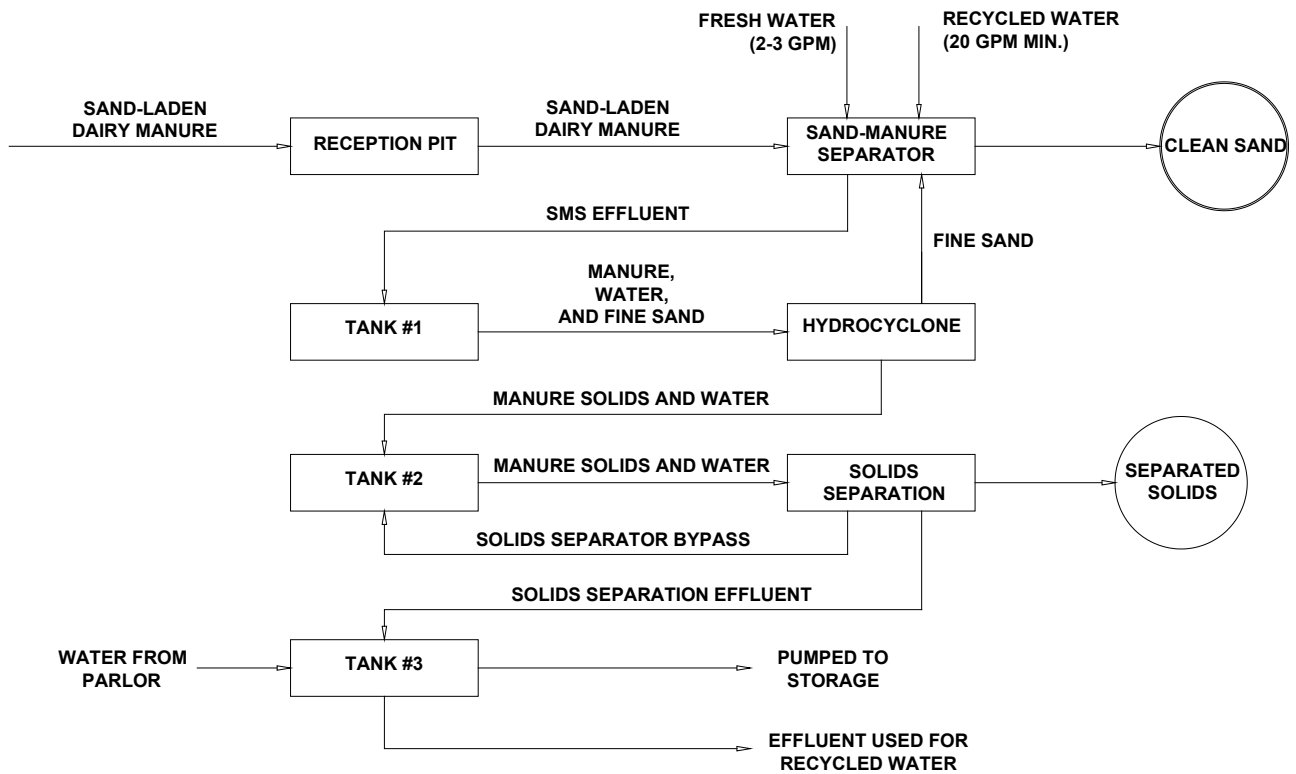 FRESH WATER
(2-3 GPM)
RECYCLED WATER
(20 GPM MIN.)
SAND-LADEN
DAIRY MANURE
RECEPTION PIT
SAND-LADEN
DAIRY MANURE
SAND-MANURE
SEPARATOR
CLEAN SAND
SMS EFFLUENT
FINE SAND
TANK #1
MANURE,
WATER,
AND FINE SAND
HYDROCYCLONE
MANURE SOLIDS AND WATER
TANK #2
MANURE SOLIDS AND WATER
SOLIDS
SEPARATION
SEPARATED
SOLIDS
SOLIDS SEPARATOR BYPASS
SOLIDS SEPARATION EFFLUENT
WATER FROM
PARLOR
TANK #3
PUMPED TO
STORAGE
EFFLUENT USED FOR
RECYCLED WATER